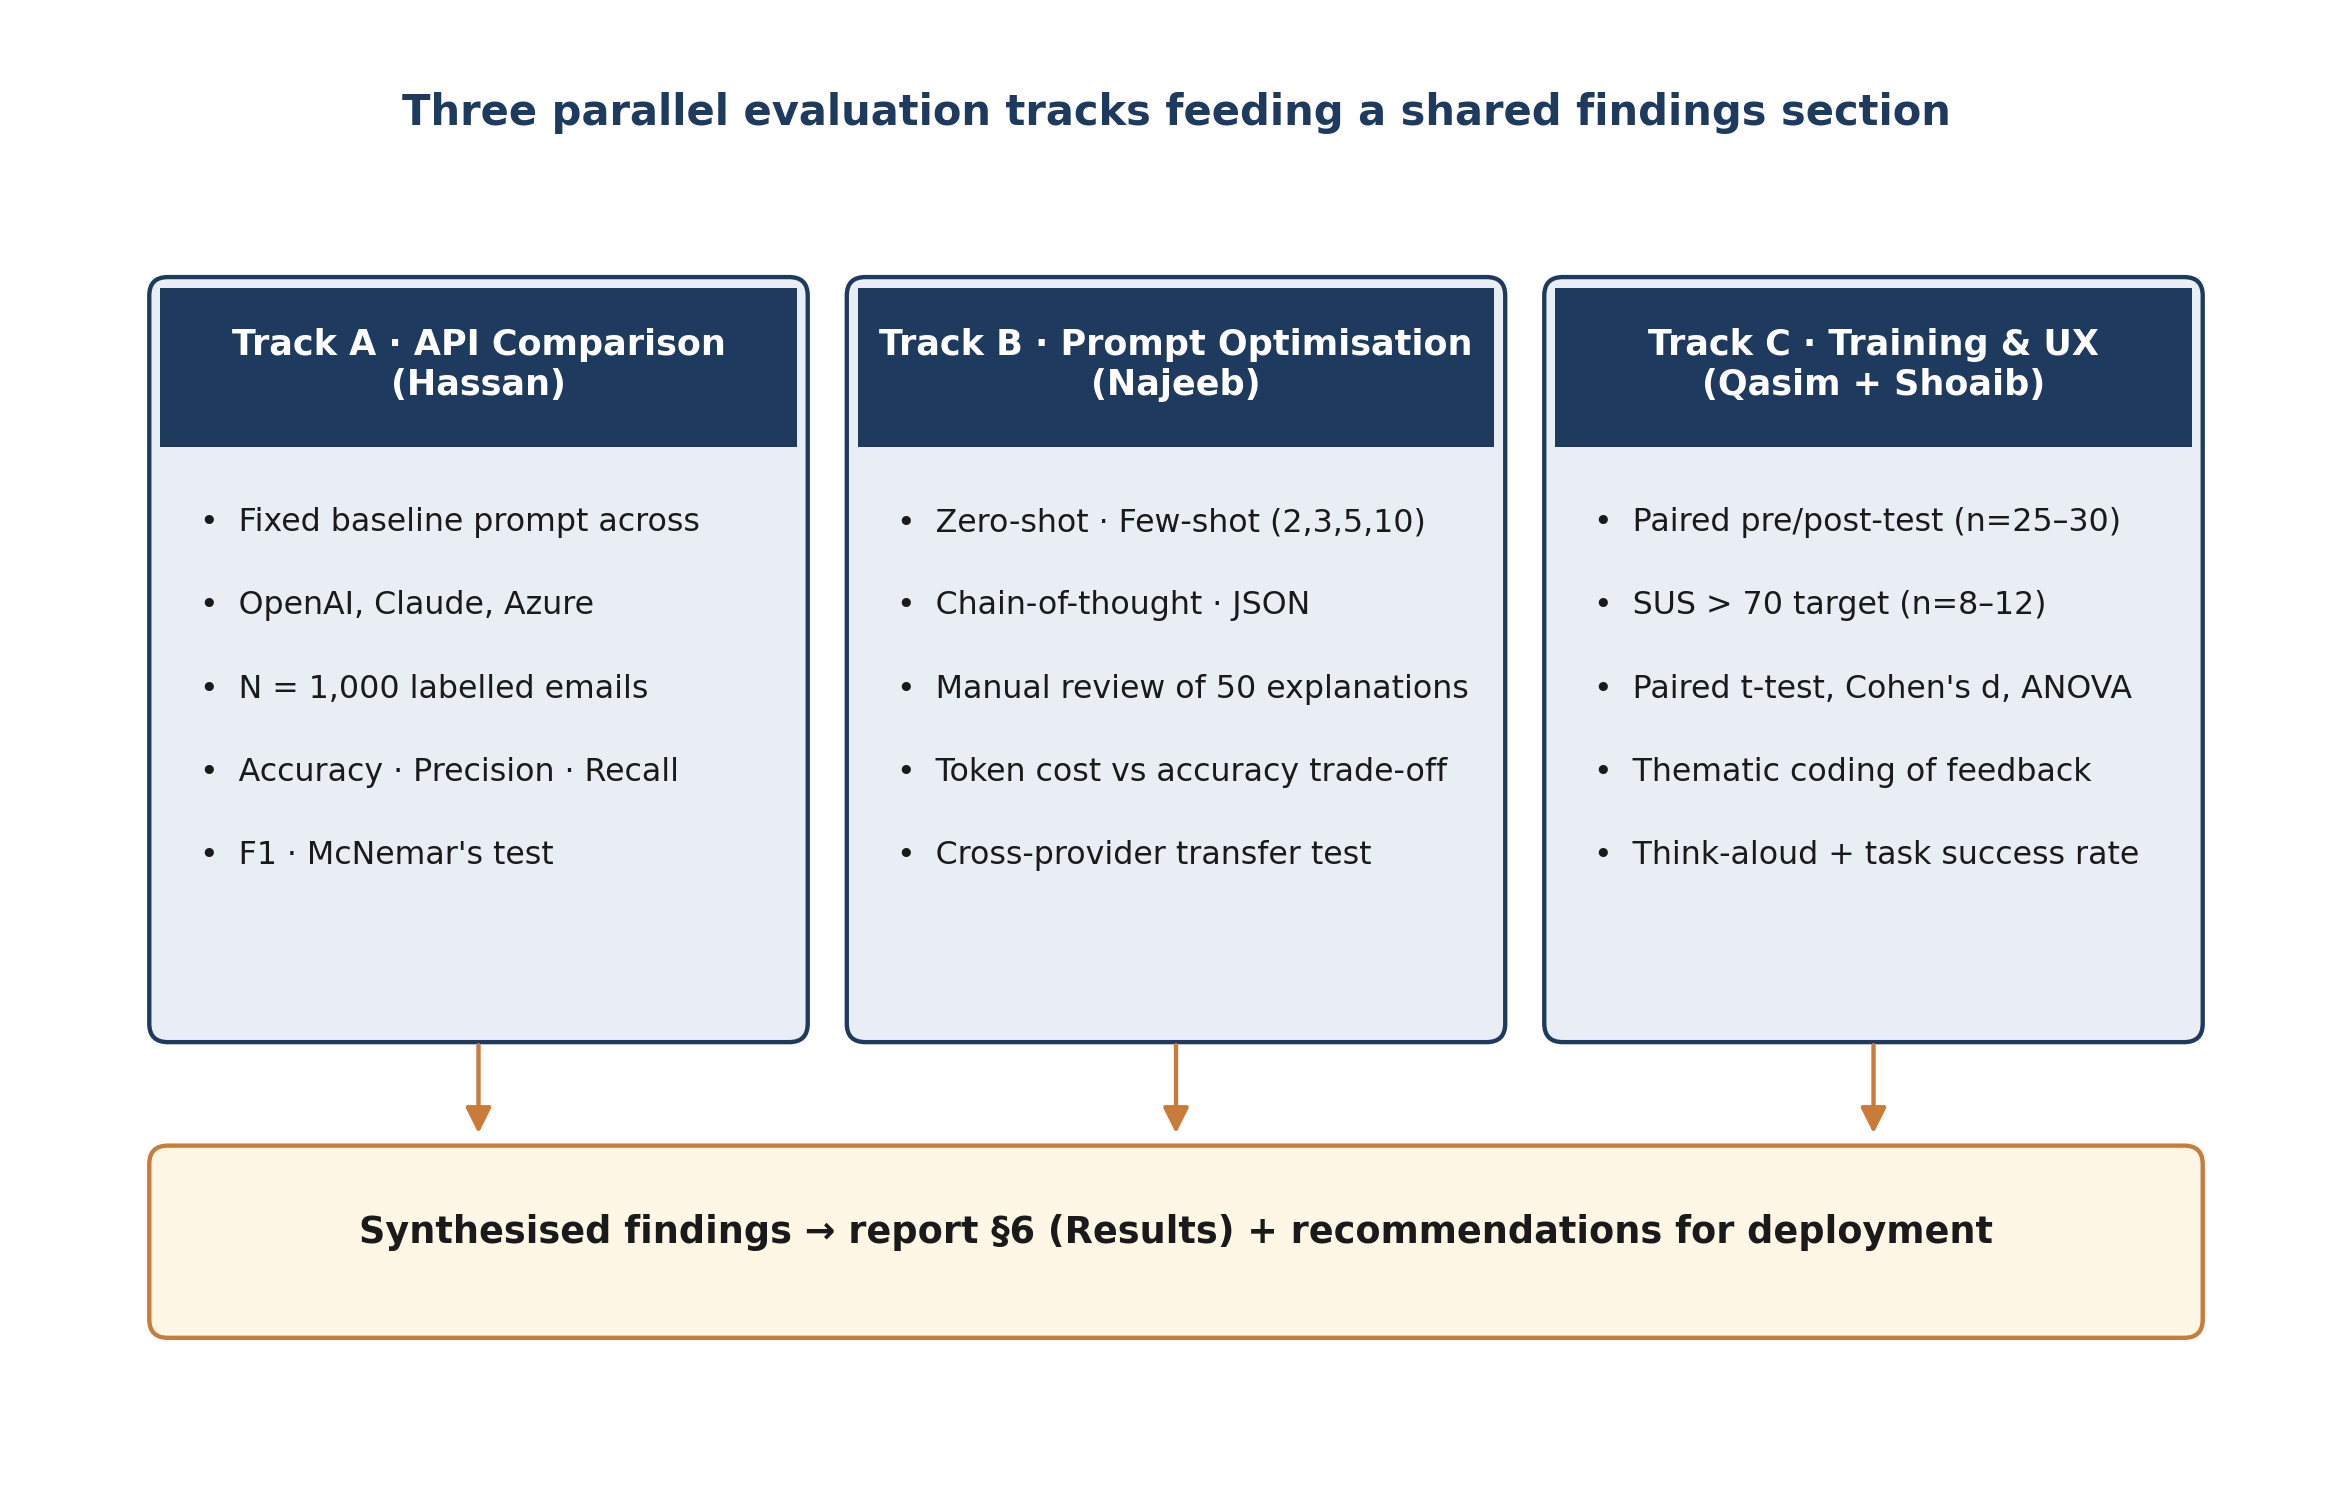 Three parallel evaluation tracks feeding a shared findings section
Track A · API Comparison
(Hassan)
• Fixed baseline prompt across
• OpenAI, Claude, Azure
• N = 1,000 labelled emails
• Accuracy · Precision · Recall
• F1 · McNemar's test
Track B · Prompt Optimisation
(Najeeb)
• Zero-shot · Few-shot (2,3,5,10)
• Chain-of-thought · JSON
• Manual review of 50 explanations
• Token cost vs accuracy trade-off
• Cross-provider transfer test
Track C · Training & UX
(Qasim + Shoaib)
• Paired pre/post-test (n=25–30)
• SUS > 70 target (n=8–12)
• Paired t-test, Cohen's d, ANOVA
• Thematic coding of feedback
• Think-aloud + task success rate
Synthesised findings → report §6 (Results) + recommendations for deployment